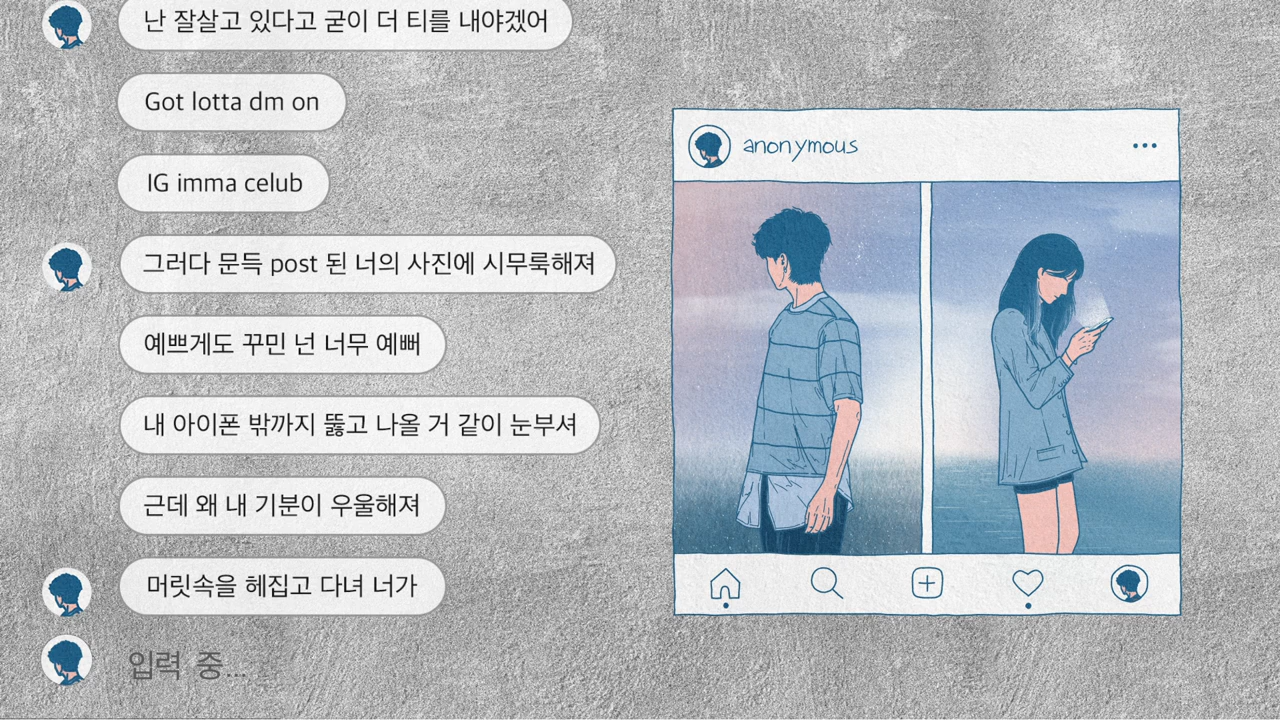 난 잘살고 있다고 굳이 더 티를 내야겠어
Got lotta dm on
IG imma celub
그러다 문득 post 된 너의 사진에 시무룩해져
예쁘게도 꾸민 넌 너무 예뻐
내 아이폰 밖까지 뚫고 나올 거 같이 눈부셔
근데 왜 내 기분이 우울해져
머릿속을 헤집고 다녀 너가
입력 중...
anonymous